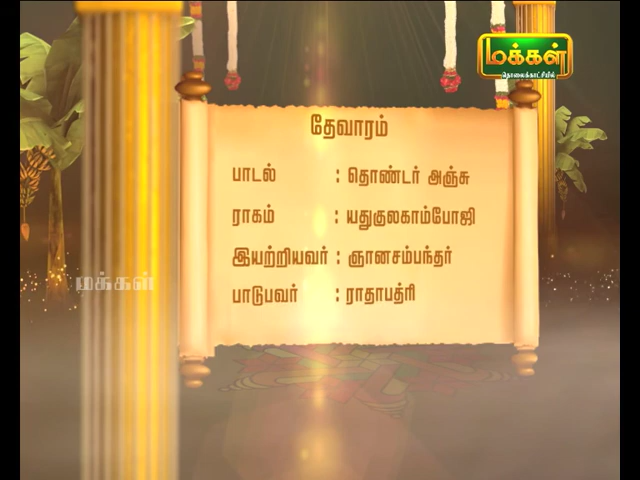 மக்கள்
தொலைக்காட்சியில்
தேவாரம்
பாடல் : தொண்டர் அஞ்சு
ராகம் : யதுகுலகாம்போஜி
இயற்றியவர் : ஞானசம்பந்தர்
பாடுபவர் : ராதாபத்ரி
மக்கள்